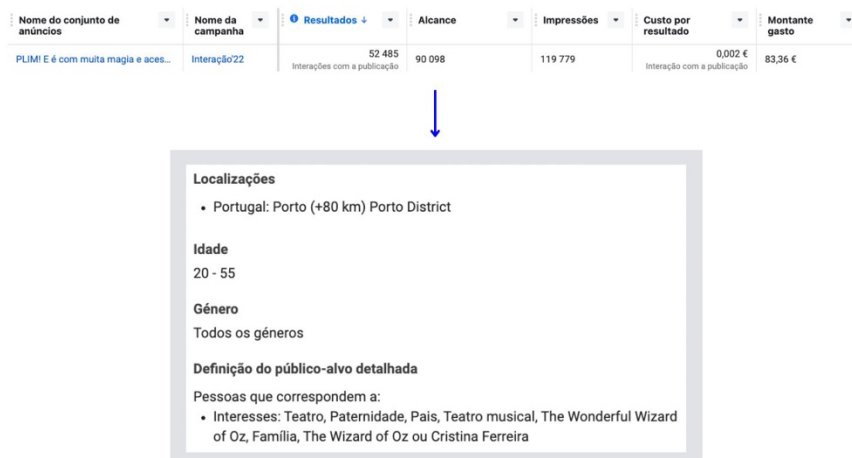 Nome do conjunto de anúncios
Nome da campanha
Resultados ↓
Alcance
Impressões
Custo por resultado
Montante gasto
PLIM! E é com muita magia e aces...
Interação'22
52 485
Interações com a publicação
90 098
119 779
0,002 €
Interação com a publicação
83,36 €
Localizações
• Portugal: Porto (+80 km) Porto District
Idade
20 - 55
Género
Todos os géneros
Definição do público-alvo detalhada
Pessoas que correspondem a:
• Interesses: Teatro, Paternidade, Pais, Teatro musical, The Wonderful Wizard
of Oz, Família, The Wizard of Oz ou Cristina Ferreira